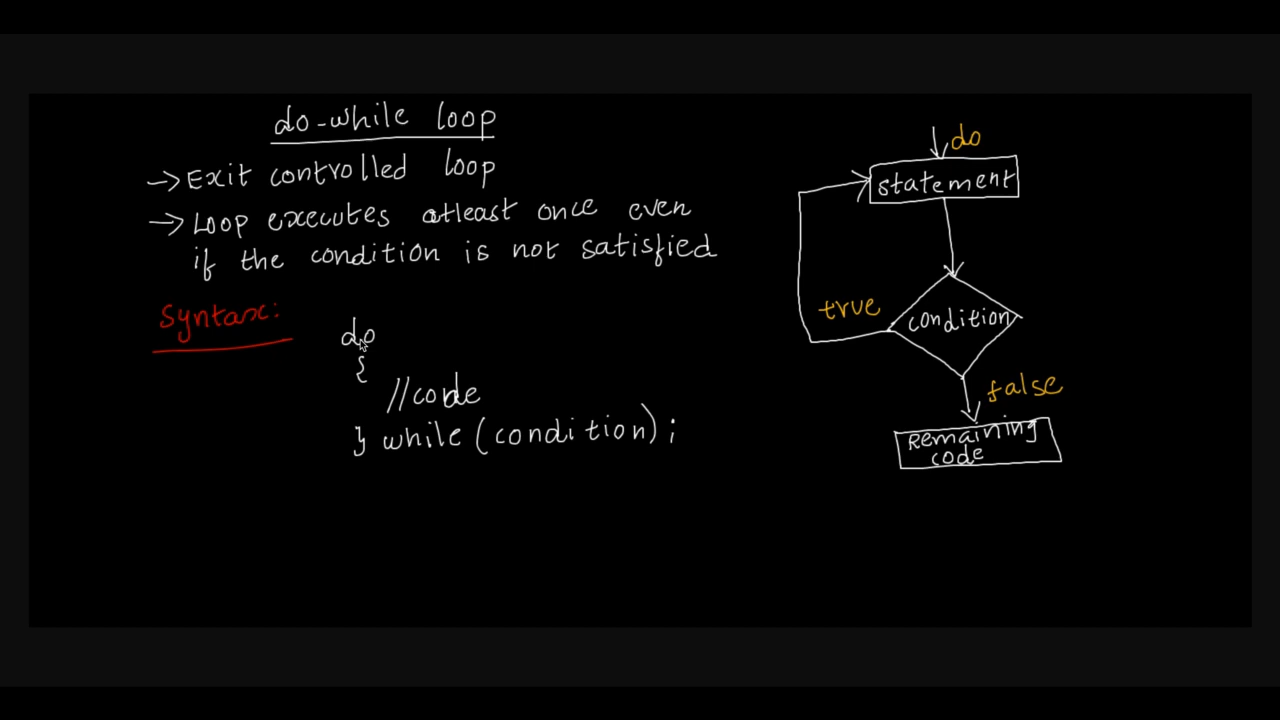 do-while loop
→ Exit controlled loop
→ Loop executes atleast once even
if the condition is not satisfied
Syntax:
do
{
//code
} while (condition);
do
statement
true
condition
false
Remaining
code